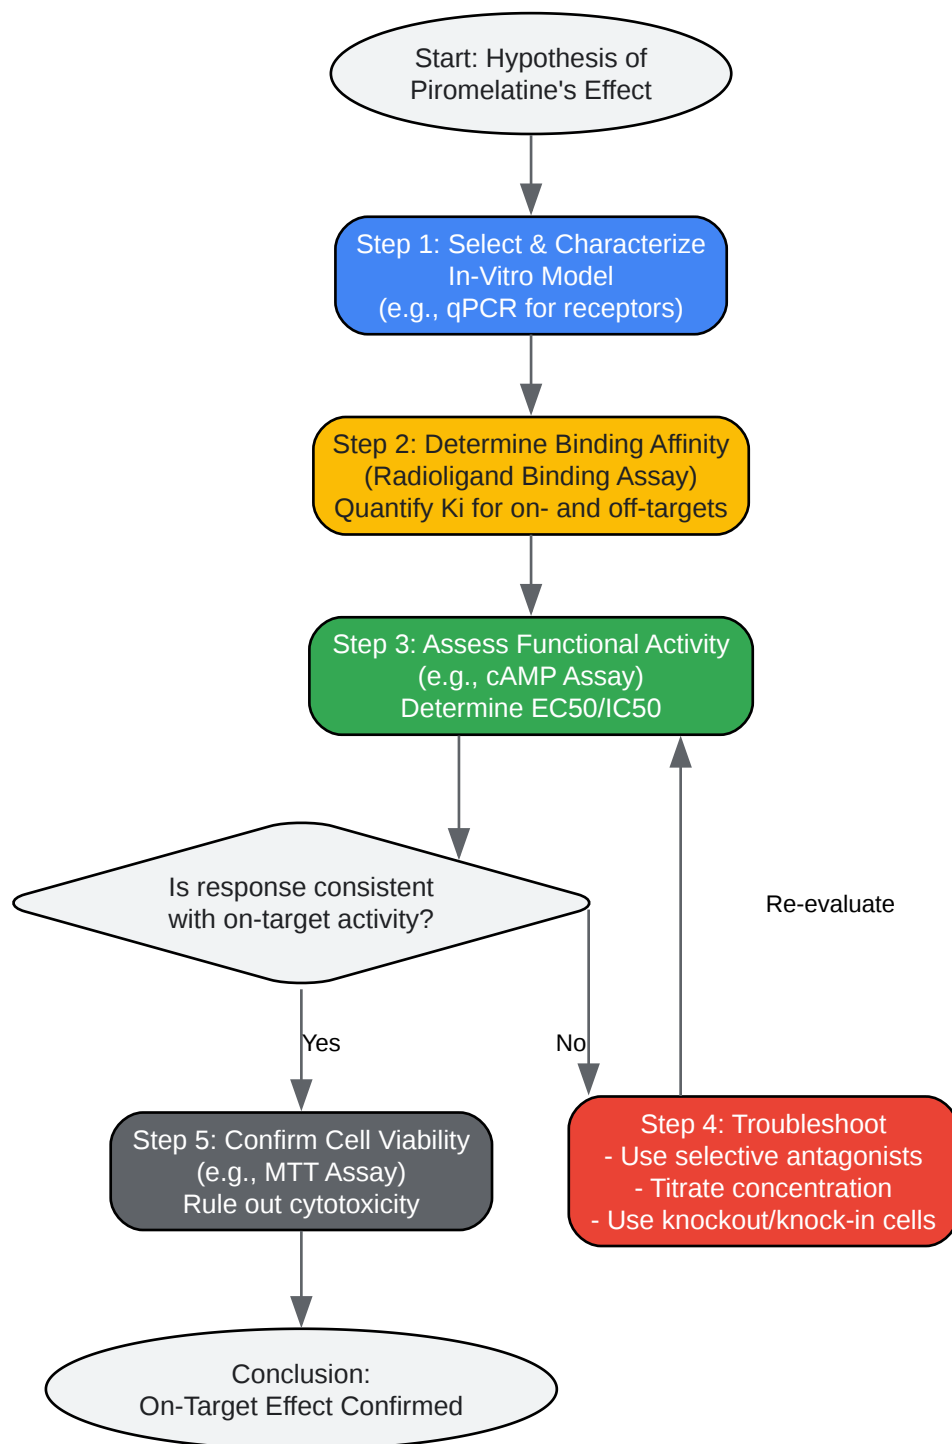 Start: Hypothesis of
Piromelatine's Effect
Step 1: Select & Characterize
In-Vitro Model
(e.g., qPCR for receptors)
Step 2: Determine Binding Affinity
(Radioligand Binding Assay)
Quantify Ki for on- and off-targets
Step 3: Assess Functional Activity
(e.g., cAMP Assay)
Determine EC50/IC50
Is response consistent
with on-target activity?
Re-evaluate
Yes
No
Step 5: Confirm Cell Viability
(e.g., MTT Assay)
Rule out cytotoxicity
Step 4: Troubleshoot
- Use selective antagonists
- Titrate concentration
- Use knockout/knock-in cells
Conclusion:
On-Target Effect Confirmed